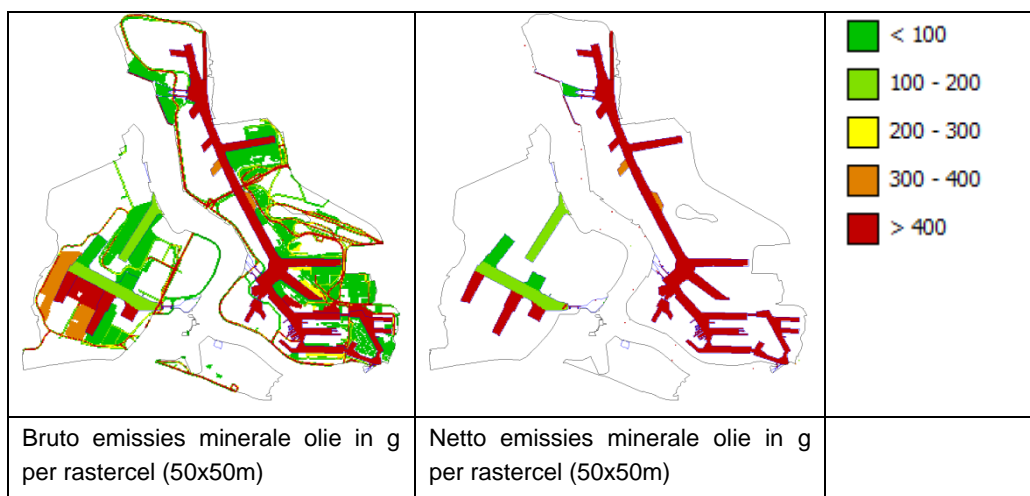 < 100
100 - 200
200 - 300
300 - 400
> 400
Bruto emissies minerale olie in g
per rastercel (50x50m)
Netto emissies minerale olie in g
per rastercel (50x50m)